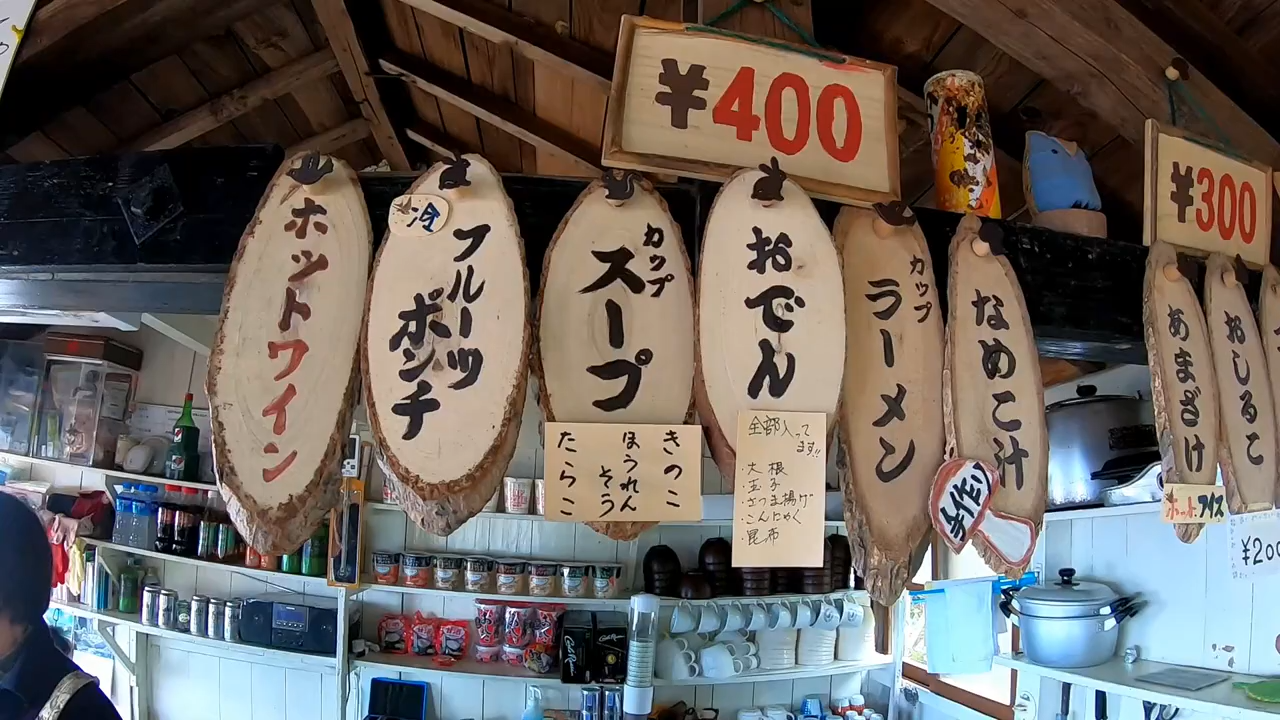 ¥400
¥300
ホットワイン
冷
フルーツ
ポンチ
カップ
スープ
きのこ
ほうれん
そう
たらこ
おでん
全部入って
ます!!
・大根
・玉子
・さつま揚げ
・こんにゃく
・昆布
カップ
ラーメン
なめこ汁
手作り
あまざけ
ホット、アイス
おしるこ
¥200